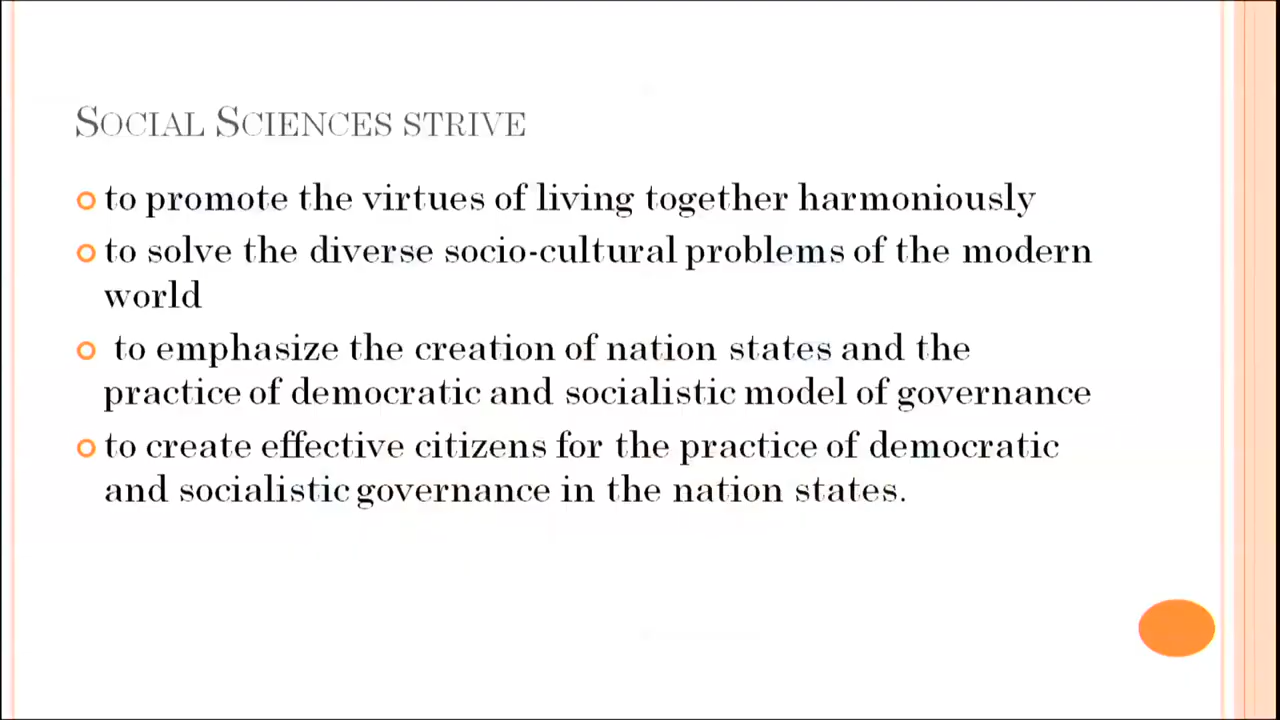 Social Sciences strive
to promote the virtues of living together harmoniously
to solve the diverse socio-cultural problems of the modern
world
to emphasize the creation of nation states and the
practice of democratic and socialistic model of governance
to create effective citizens for the practice of democratic
and socialistic governance in the nation states.